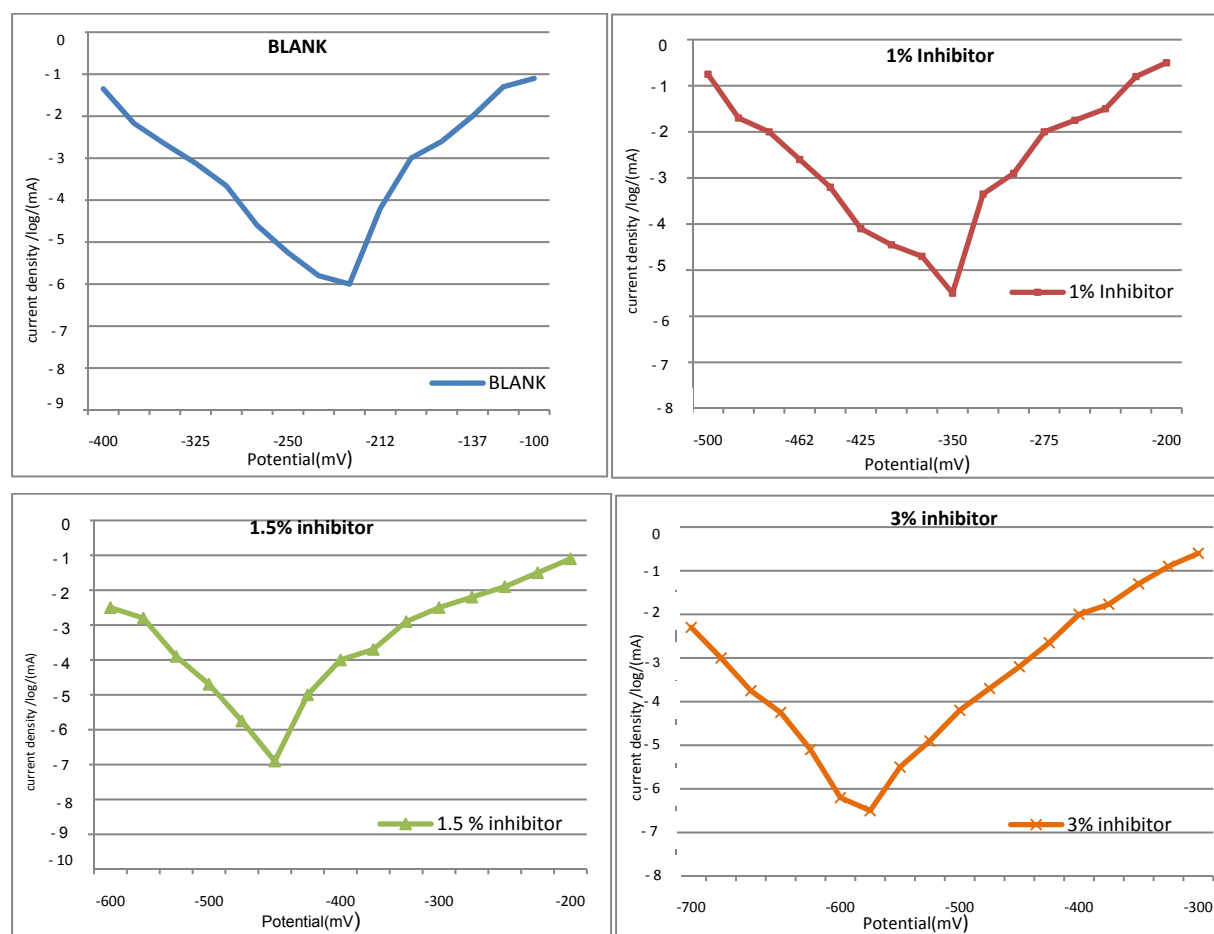 BLANK
current density /log/(mA)
0
- 1
- 2
- 3
- 4
- 5
- 6
- 7
- 8
- 9
BLANK
-400 -325 -250 -212 -137 -100
Potential(mV)
1% Inhibitor
current density /log/(mA)
0
- 1
- 2
- 3
- 4
- 5
- 6
- 7
- 8
1% Inhibitor
-500 -462 -425 -350 -275 -200
Potential(mV)
1.5% inhibitor
current density /log/(mA)
0
- 1
- 2
- 3
- 4
- 5
- 6
- 7
- 8
- 9
- 10
1.5 % inhibitor
-600 -500 -400 -300 -200
Potential(mV)
3% inhibitor
current density /log/(mA)
0
- 1
- 2
- 3
- 4
- 5
- 6
- 7
- 8
3% inhibitor
-700 -600 -500 -400 -300
Potential(mV)